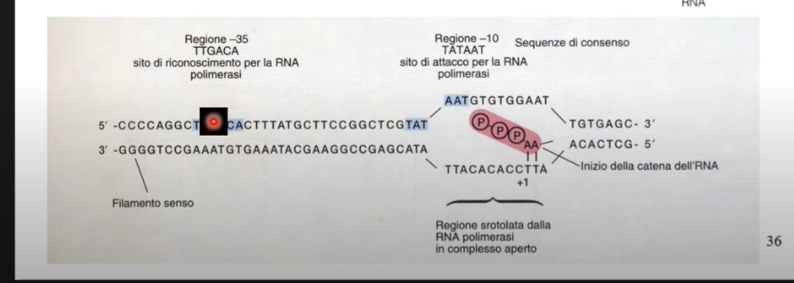 RNA
Regione –35
TTGACA
sito di riconoscimento per la RNA
polimerasi
Regione –10
TATAAT
sito di attacco per la RNA
polimerasi
Sequenze di consenso
AATGTGTGGAAT
5′ -CCCCAGGCT CACTTTATGCTTCCGGCTCGTAT
TGTGAGC- 3′
P P P AA
3′ -GGGGTCCGAAATGTGAAATACGAAGGCCGAGCATA
ACACTCG- 5′
TTACACACCTTA
Inizio della catena dell'RNA
+1
Filamento senso
Regione srotolata dalla
RNA polimerasi
in complesso aperto
36